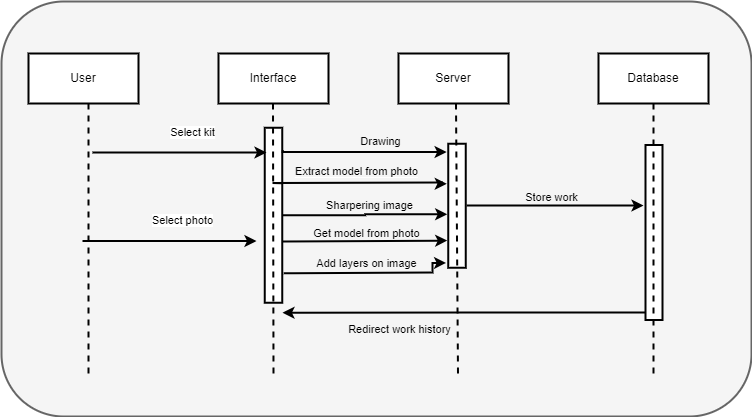 User
Interface
Server
Database
Select kit
Drawing
Extract model from photo
Store work
Sharpering image
Select photo
Get model from photo
Add layers on image
Redirect work history